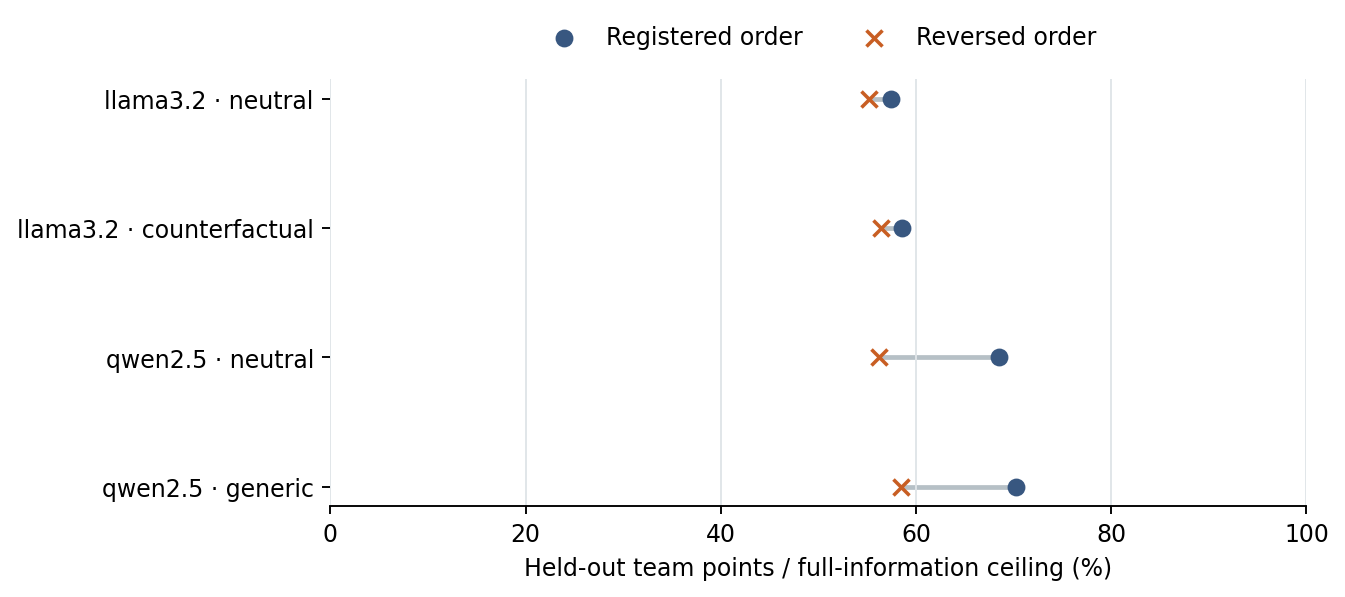 Registered order Reversed order
llama3.2 · neutral
llama3.2 · counterfactual
qwen2.5 · neutral
qwen2.5 · generic
0 20 40 60 80 100
Held-out team points / full-information ceiling (%)